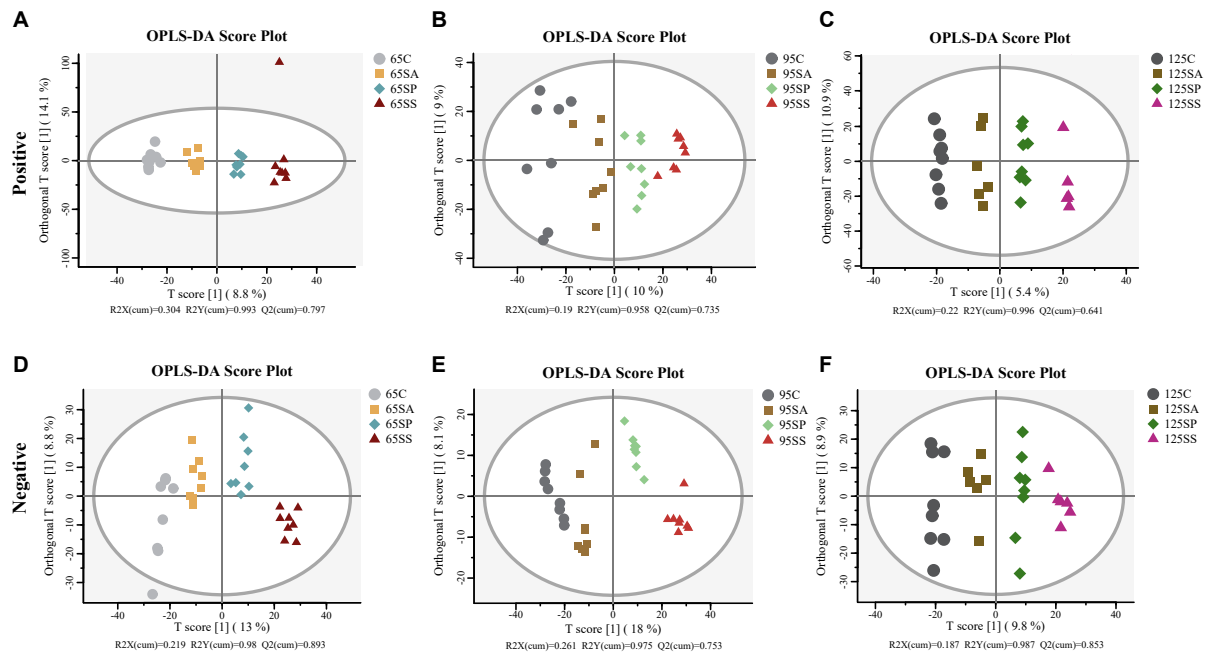 A
OPLS-DA Score Plot
Positive
Orthogonal T score [1] ( 14.1 %)
100
50
0
-50
-100
-40 -20 0 20 40
T score [1] ( 8.8 %)
R2X(cum)=0.304 R2Y(cum)=0.993 Q2(cum)=0.797
65C
65SA
65SP
65SS
B
OPLS-DA Score Plot
Orthogonal T score [1] ( 9 %)
40
20
0
-20
-40
-40 -20 0 20 40
T score [1] ( 10 %)
R2X(cum)=0.19 R2Y(cum)=0.958 Q2(cum)=0.735
95C
95SA
95SP
95SS
C
OPLS-DA Score Plot
Orthogonal T score [1] ( 10.9 %)
60
40
20
0
-20
-40
-60
-40 -20 0 20 40
T score [1] ( 5.4 %)
R2X(cum)=0.22 R2Y(cum)=0.996 Q2(cum)=0.641
125C
125SA
125SP
125SS
D
OPLS-DA Score Plot
Negative
Orthogonal T score [1] ( 8.8 %)
30
20
10
0
-10
-20
-30
-40 -20 0 20 40
T score [1] ( 13 %)
R2X(cum)=0.219 R2Y(cum)=0.98 Q2(cum)=0.893
65C
65SA
65SP
65SS
E
OPLS-DA Score Plot
Orthogonal T score [1] ( 8.1 %)
20
10
0
-10
-20
-40 -20 0 20 40
T score [1] ( 18 %)
R2X(cum)=0.261 R2Y(cum)=0.975 Q2(cum)=0.753
95C
95SA
95SP
95SS
F
OPLS-DA Score Plot
Orthogonal T score [1] ( 8.9 %)
30
20
10
0
-10
-20
-30
-40 -20 0 20 40
T score [1] ( 9.8 %)
R2X(cum)=0.187 R2Y(cum)=0.987 Q2(cum)=0.853
125C
125SA
125SP
125SS